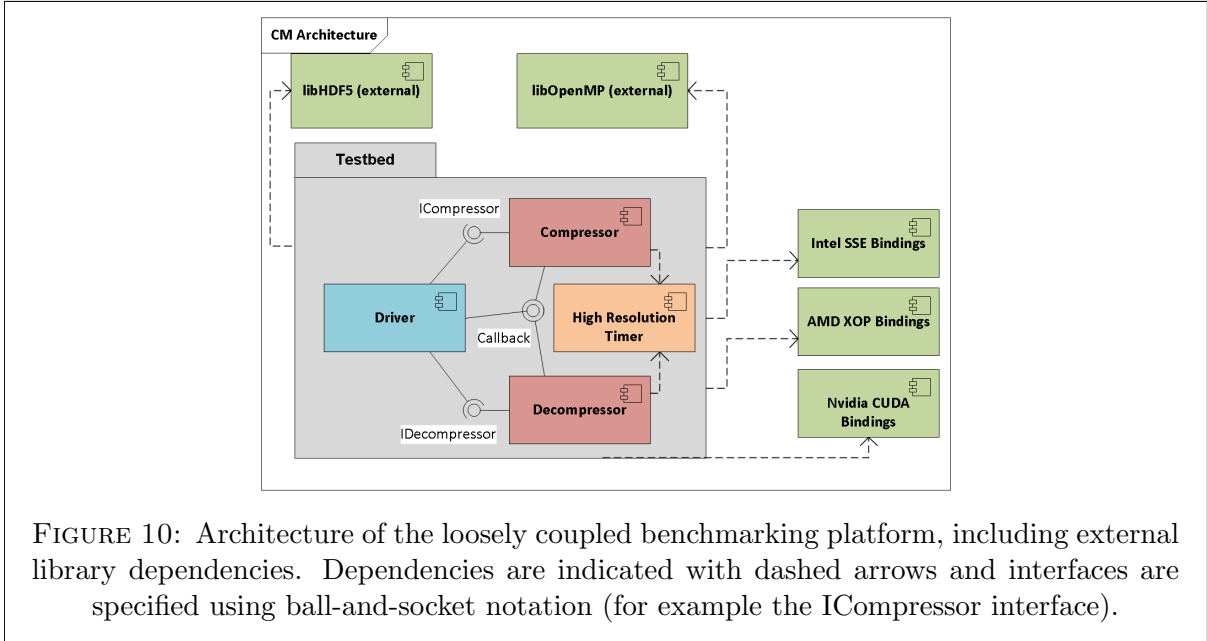 CM Architecture
libHDF5 (external)
libOpenMP (external)
Testbed
ICompressor
Compressor
Intel SSE Bindings
Driver
High Resolution
Timer
AMD XOP Bindings
Callback
Decompressor
Nvidia CUDA
Bindings
IDecompressor
FIGURE 10: Architecture of the loosely coupled benchmarking platform, including external
library dependencies. Dependencies are indicated with dashed arrows and interfaces are
specified using ball-and-socket notation (for example the ICompressor interface).